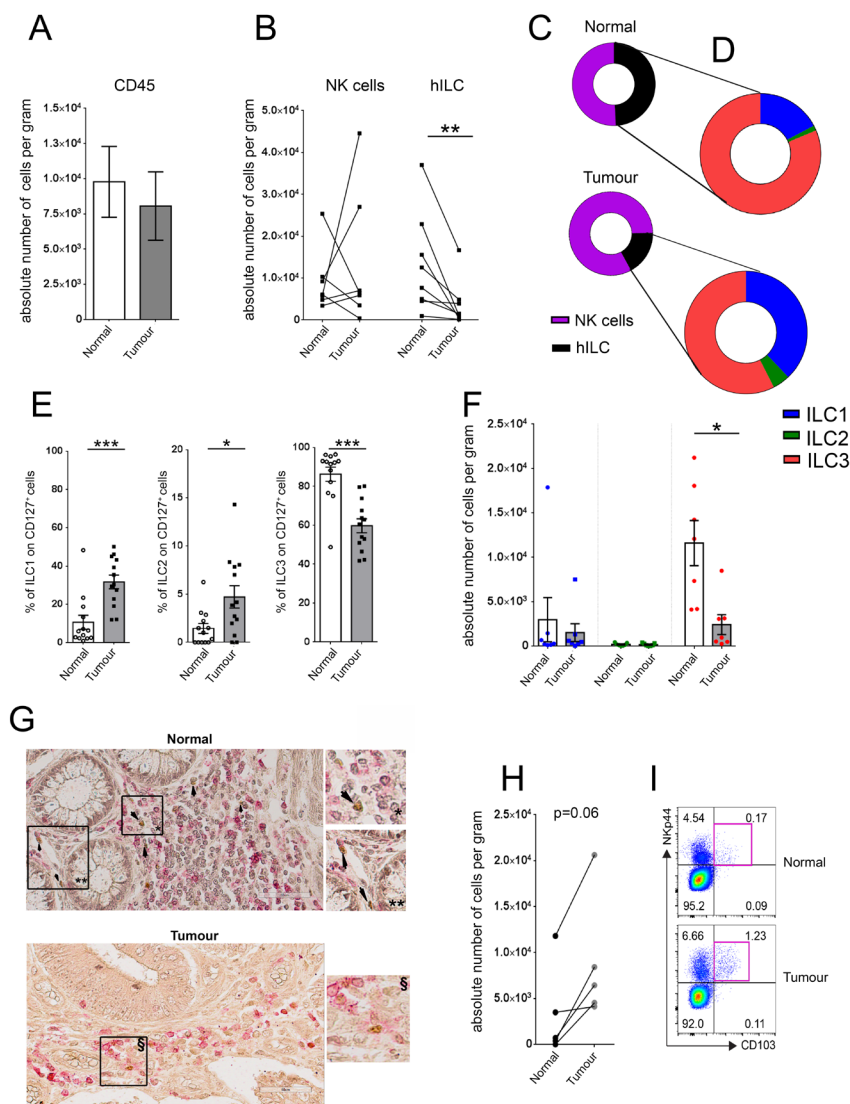 A
CD45
absolute number of cells per gram
1.5×10⁴
1.3×10⁴
1.0×10⁴
7.5×10³
5.0×10³
2.5×10³
0
Normal
Tumour
B
NK cells hILC
absolute number of cells per gram
5.0×10⁴
4.0×10⁴
3.0×10⁴
2.0×10⁴
1.0×10⁴
0
**
Normal
Tumour
Normal
Tumour
C
Normal
Tumour
NK cells
hILC
D
ILC1
ILC2
ILC3
E
% of ILC1 on CD127⁺ cells
100
80
60
40
20
0
***
Normal
Tumour
% of ILC2 on CD127⁺ cells
20
15
10
5
0
*
Normal
Tumour
% of ILC3 on CD127⁺ cells
100
80
60
40
20
0
***
Normal
Tumour
F
absolute number of cells per gram
2.5×10⁴
2.0×10⁴
1.5×10⁴
1.0×10⁴
5.0×10³
0
*
Normal
Tumour
Normal
Tumour
Normal
Tumour
G
Normal
*
**
*
**
Tumour
§
§
H
absolute number of cells per gram
p=0.06
2.5×10⁴
2.0×10⁴
1.5×10⁴
1.0×10⁴
5.0×10³
0
Normal
Tumour
I
NKp44
4.54 0.17
95.2 0.09
Normal
6.66 1.23
92.0 0.11
Tumour
CD103